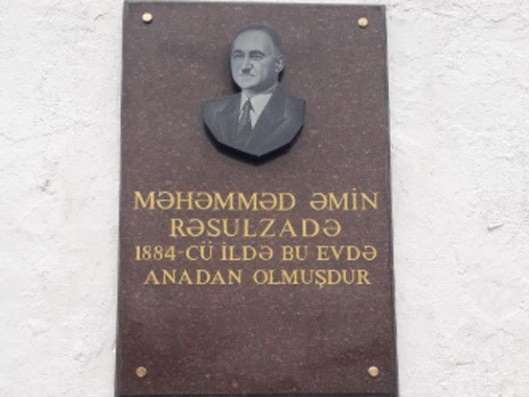 MƏHƏMMƏD ƏMİN
RƏSULZADƏ
1884-CÜ İLDƏ BU EVDƏ
ANADAN OLMUŞDUR